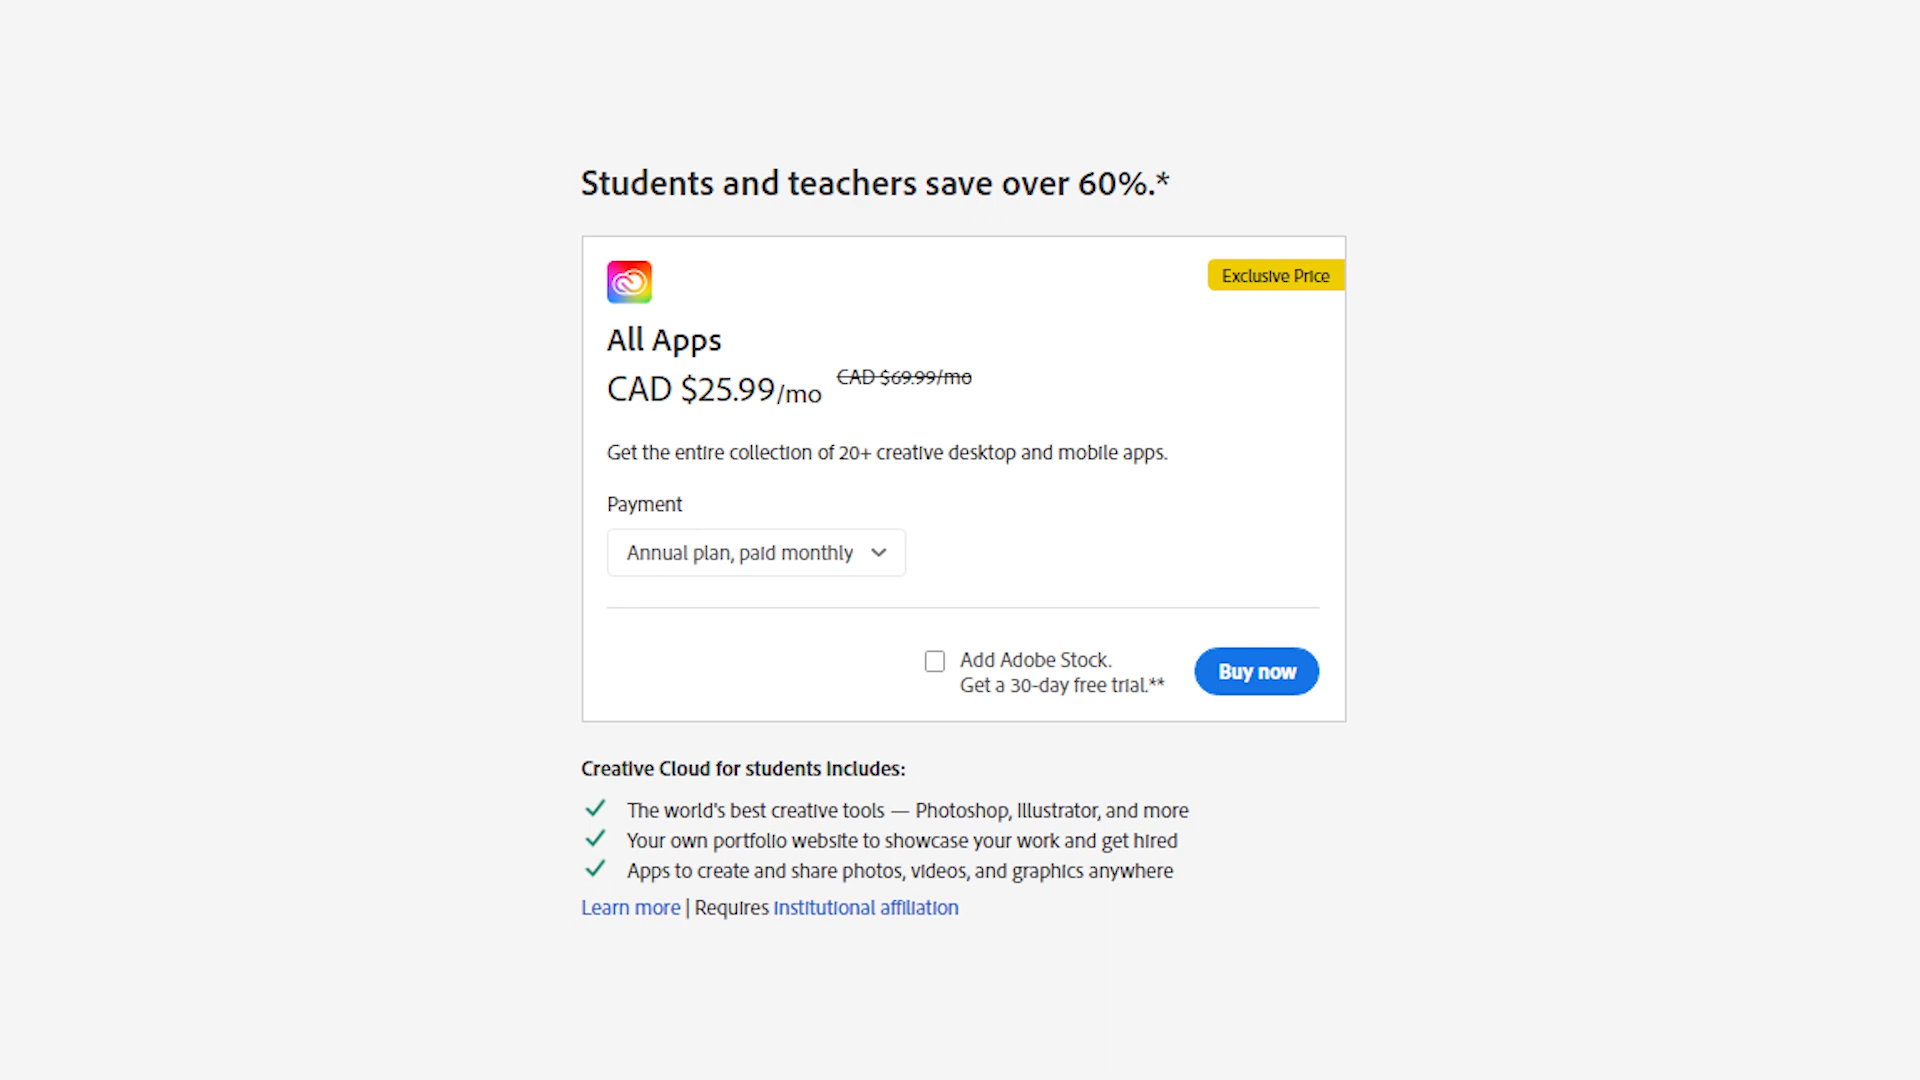 Students and teachers save over 60%.*
Exclusive Price
All Apps
CAD $25.99/mo CAD $69.99/mo
Get the entire collection of 20+ creative desktop and mobile apps.
Payment
Annual plan, paid monthly
Add Adobe Stock.
Get a 30-day free trial.**
Buy now
Creative Cloud for students includes:
The world's best creative tools — Photoshop, Illustrator, and more
Your own portfolio website to showcase your work and get hired
Apps to create and share photos, videos, and graphics anywhere
Learn more | Requires institutional affiliation